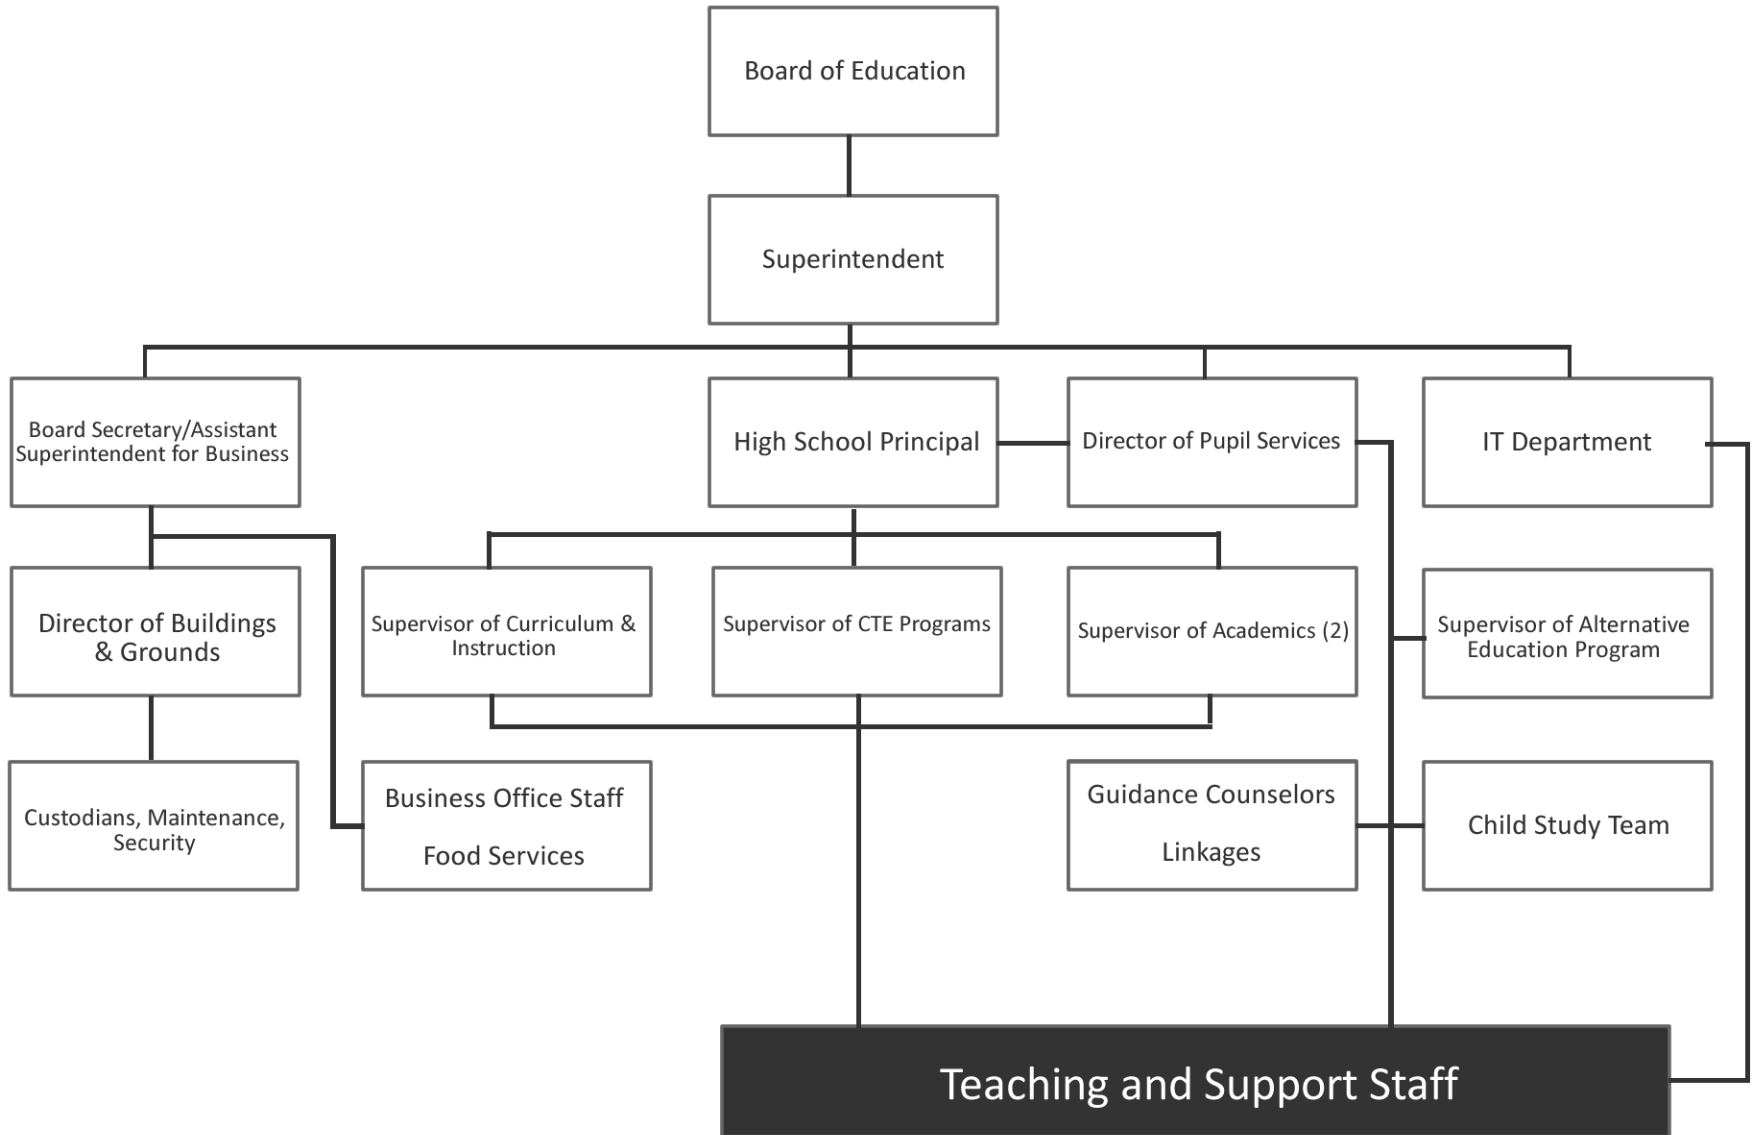 Board of Education
Superintendent
Board Secretary/Assistant
Superintendent for Business
High School Principal
Director of Pupil Services
IT Department
Director of Buildings
& Grounds
Supervisor of Curriculum &
Instruction
Supervisor of CTE Programs
Supervisor of Academics (2)
Supervisor of Alternative
Education Program
Custodians, Maintenance,
Security
Business Office Staff
Food Services
Guidance Counselors
Linkages
Child Study Team
Teaching and Support Staff